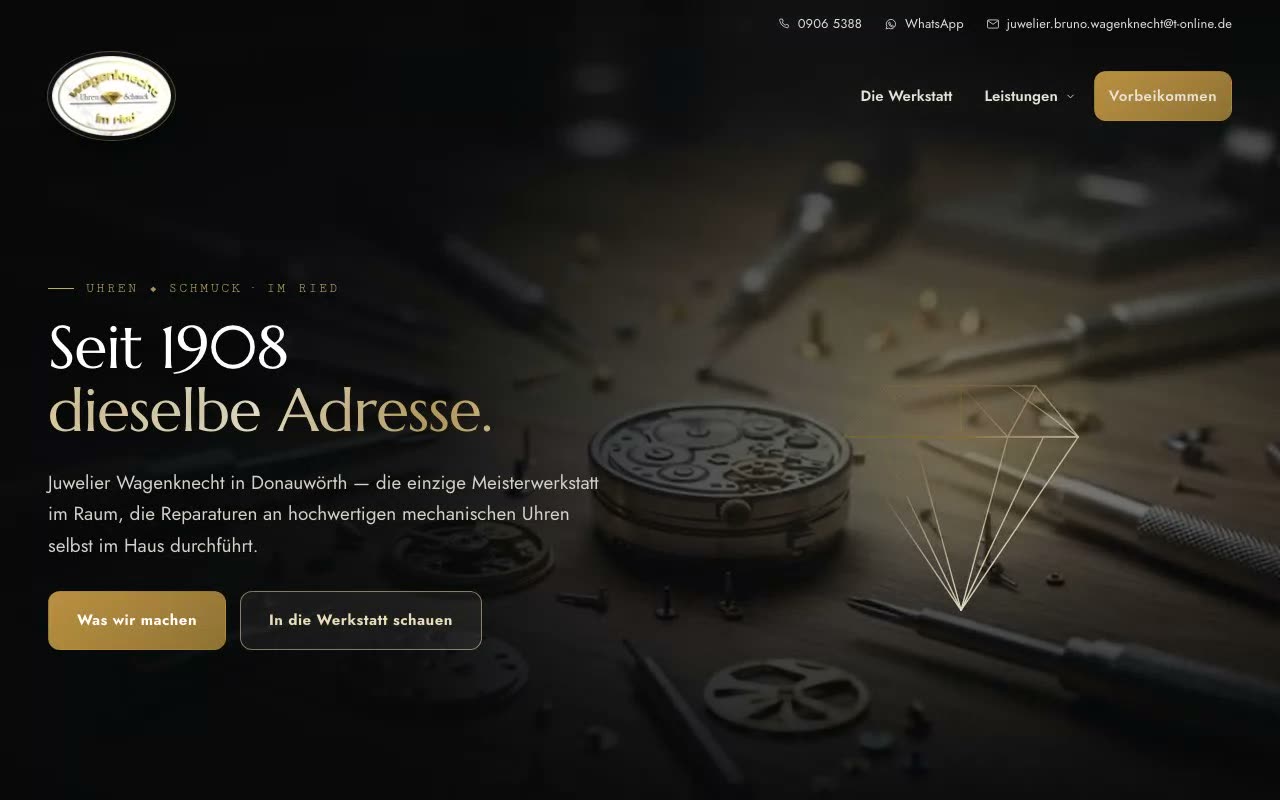 0906 5388
WhatsApp
juwelier.bruno.wagenknecht@t-online.de
Wagenknecht
Uhren Schmuck
im Ried
Die Werkstatt
Leistungen
Vorbeikommen
UHREN ◆ SCHMUCK · IM RIED
Seit 1908
dieselbe Adresse.
Juwelier Wagenknecht in Donauwörth — die einzige Meisterwerkstatt
im Raum, die Reparaturen an hochwertigen mechanischen Uhren
selbst im Haus durchführt.
Was wir machen
In die Werkstatt schauen